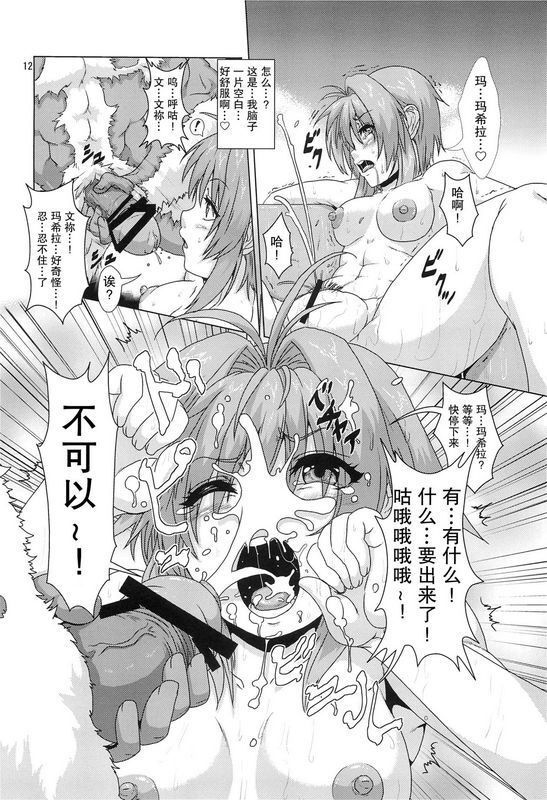 12
玛…玛希拉…♡
哈啊！
哈！
怎么…？
这是…我脑子
一片空白…
好舒服啊…♡
呜…呼咕…
文…文祢…
！
文祢…！
玛希拉…！好奇怪…！
忍…忍不住…了
诶？
玛…玛希拉？
等等…！
快停下来
有…有什么！
什么…要出来了！
咕哦哦哦哦~！
不可以~！